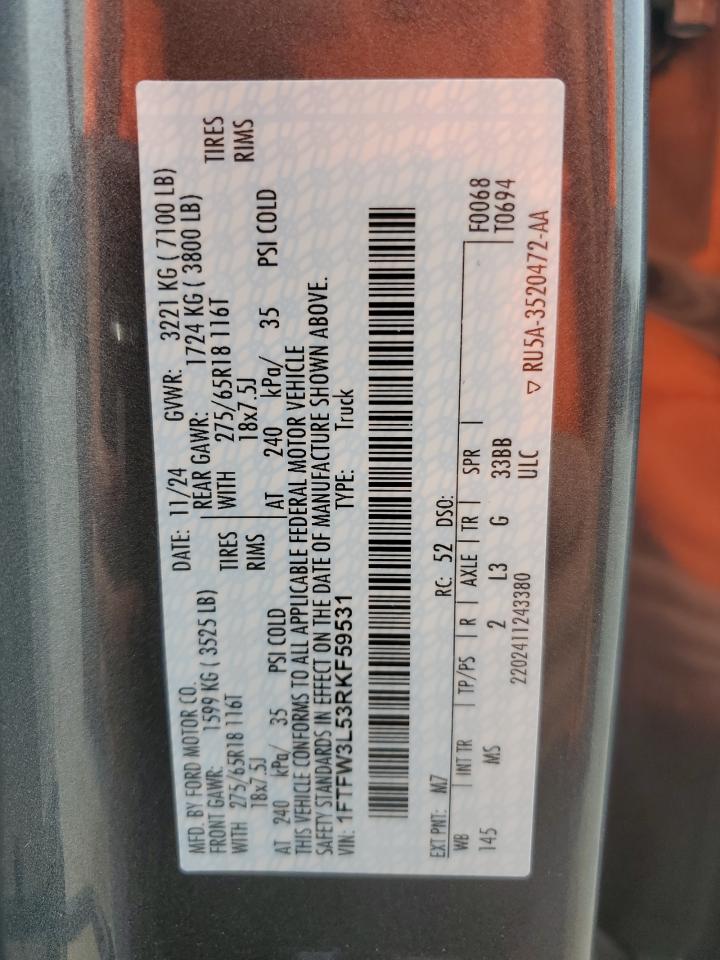 MFD. BY FORD MOTOR CO. DATE: 11/24 GVWR: 3221 KG ( 7100 LB)
FRONT GAWR: 1599 KG ( 3525 LB) REAR GAWR: 1724 KG ( 3800 LB)
WITH 275/65R18 116T TIRES WITH 275/65R18 116T TIRES
18x7.5J RIMS 18x7.5J RIMS
AT 240 kPa/ 35 PSI COLD AT 240 kPa/ 35 PSI COLD
THIS VEHICLE CONFORMS TO ALL APPLICABLE FEDERAL MOTOR VEHICLE
SAFETY STANDARDS IN EFFECT ON THE DATE OF MANUFACTURE SHOWN ABOVE.
VIN: 1FTFW3L53RKF59531 TYPE: Truck
EXT PNT: M7 RC: 52 DSO:
WB INT TR TP/PS R AXLE TR SPR F0068
145 MS 2 L3 G 33BB T0694
2202411243380 ULC
▽ RU5A-3520472-AA